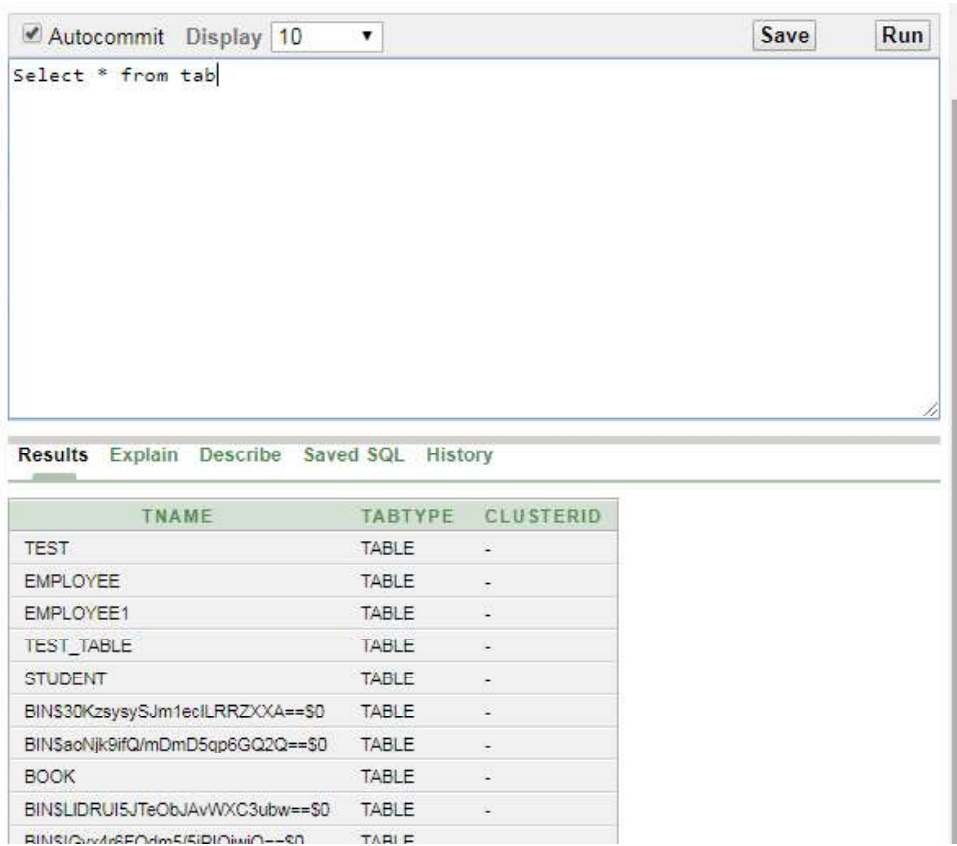 Autocommit Display 10 Save Run
Select * from tab
Results Explain Describe Saved SQL History
TNAME TABTYPE CLUSTERID
TEST TABLE -
EMPLOYEE TABLE -
EMPLOYEE1 TABLE -
TEST_TABLE TABLE -
STUDENT TABLE -
BIN$30KzsysySJm1ecILRRZXXA==$0 TABLE -
BIN$aoNjk9ifQ/mDmD5qp6GQ2Q==$0 TABLE -
BOOK TABLE -
BIN$LIDRUI5JTeObJAvWXC3ubw==$0 TABLE -
TABLE